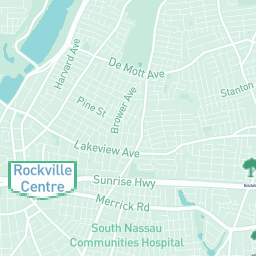 Harvard Ave
De Mott Ave
Stanton
Pine St
Brower Ave
Lakeview Ave
Rockville
Centre
Sunrise Hwy
Merrick Rd
South Nassau
Communities Hospital